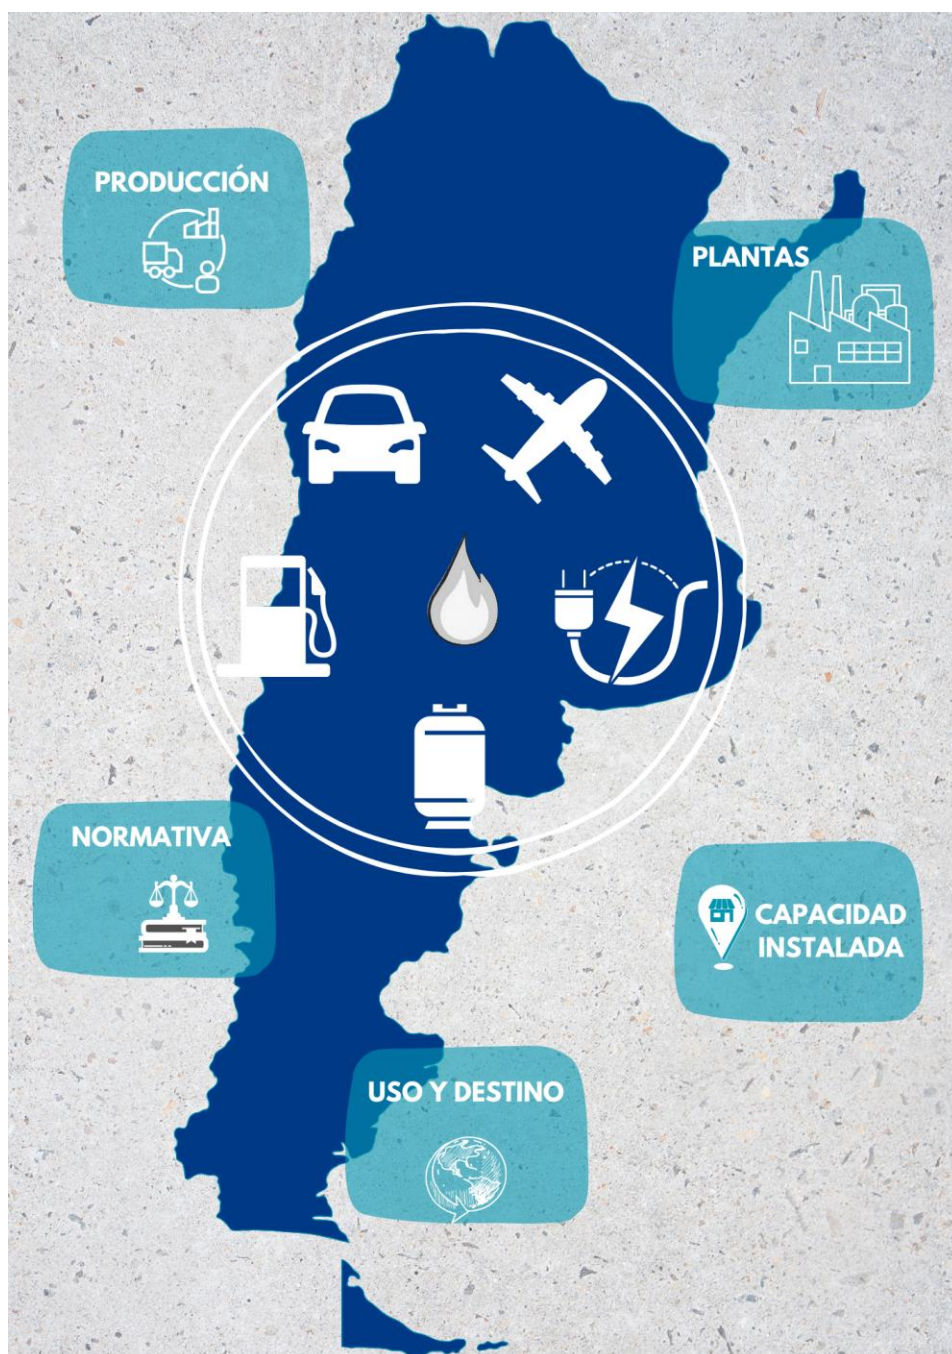 PRODUCCIÓN
PLANTAS
NORMATIVA
CAPACIDAD
INSTALADA
USO Y DESTINO